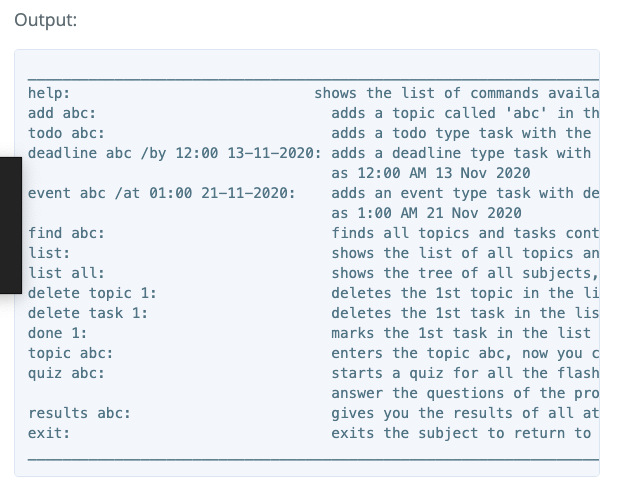 Output:
help: shows the list of commands availa
add abc: adds a topic called 'abc' in th
todo abc: adds a todo type task with the
deadline abc /by 12:00 13-11-2020: adds a deadline type task with
as 12:00 AM 13 Nov 2020
event abc /at 01:00 21-11-2020: adds an event type task with de
as 1:00 AM 21 Nov 2020
find abc: finds all topics and tasks cont
list: shows the list of all topics an
list all: shows the tree of all subjects,
delete topic 1: deletes the 1st topic in the li
delete task 1: deletes the 1st task in the lis
done 1: marks the 1st task in the list
topic abc: enters the topic abc, now you c
quiz abc: starts a quiz for all the flash
answer the questions of the pro
results abc: gives you the results of all at
exit: exits the subject to return to